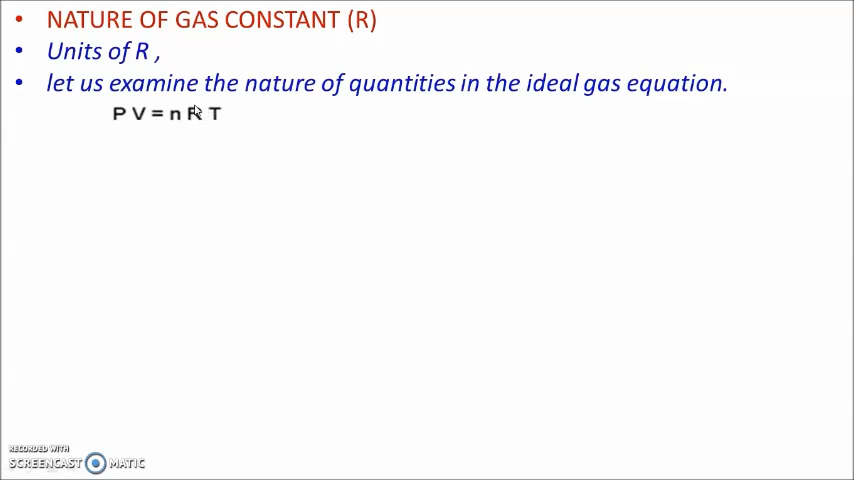 • NATURE OF GAS CONSTANT (R)
• Units of R ,
• let us examine the nature of quantities in the ideal gas equation.
P V = n R T
RECORDED WITH
SCREENCAST MATIC